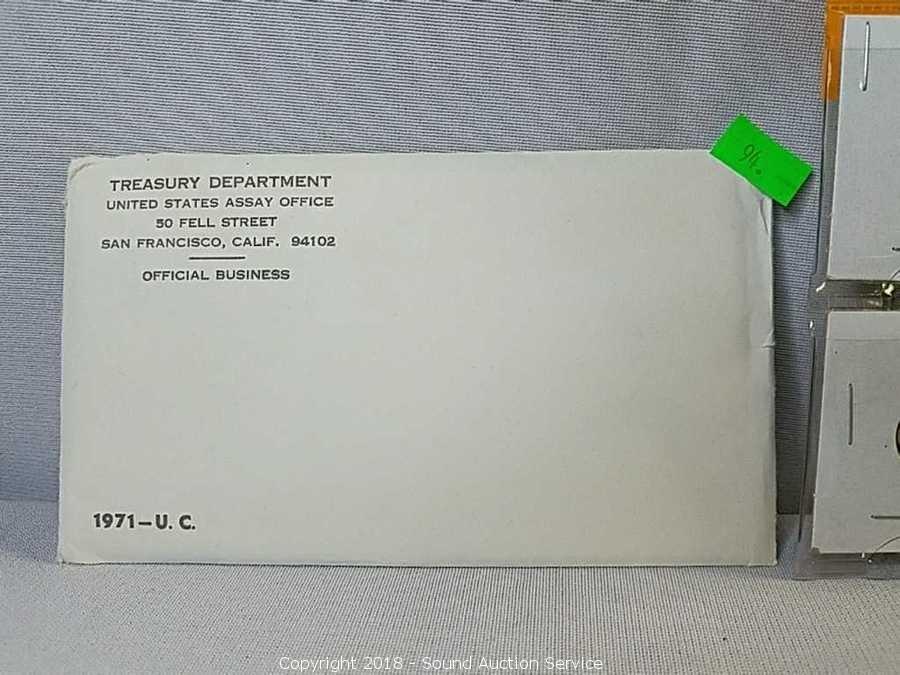 TREASURY DEPARTMENT
UNITED STATES ASSAY OFFICE
50 FELL STREET
SAN FRANCISCO, CALIF. 94102
OFFICIAL BUSINESS
94.
1971-U. C.
Copyright 2018 - Sound Auction Service